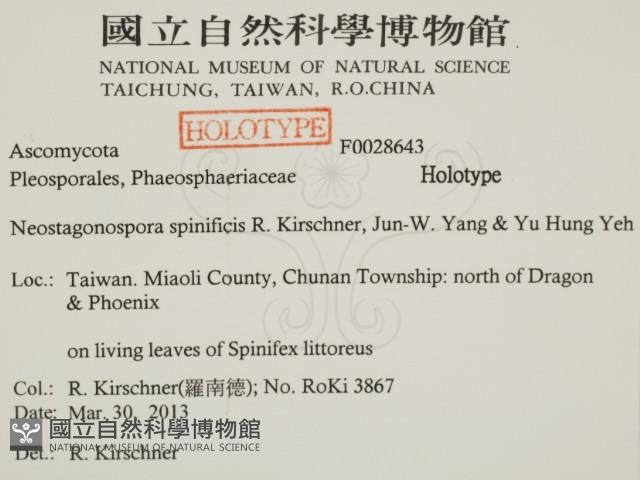 國立自然科學博物館
NATIONAL MUSEUM OF NATURAL SCIENCE
TAICHUNG, TAIWAN, R.O.CHINA
HOLOTYPE
Ascomycota F0028643
Pleosporales, Phaeosphaeriaceae Holotype
Neostagonospora spinificis R. Kirschner, Jun-W. Yang & Yu Hung Yeh
Loc.: Taiwan. Miaoli County, Chunan Township: north of Dragon
& Phoenix
on living leaves of Spinifex littoreus
Col.: R. Kirschner(羅南德); No. RoKi 3867
Date: Mar. 30, 2013
國立自然科學博物館
NATIONAL MUSEUM OF NATURAL SCIENCE
Det.: R. Kirschner